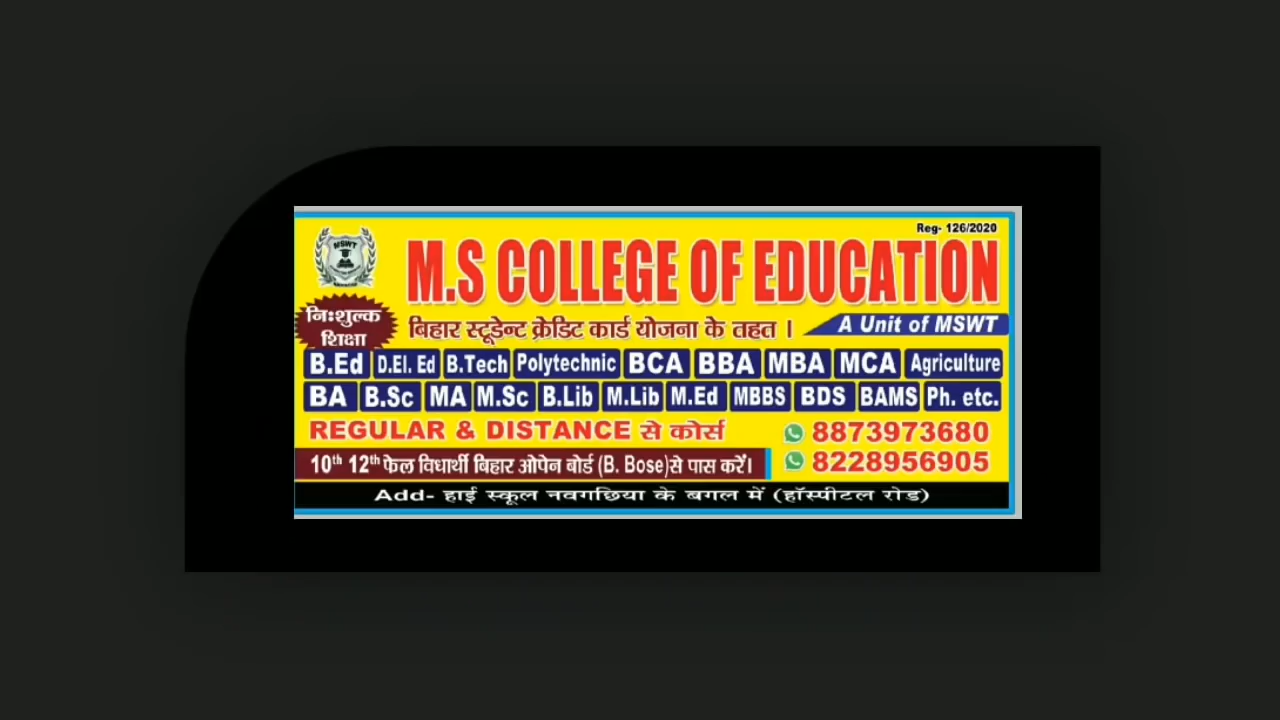 Reg- 126/2020
MSWT
M.S COLLEGE OF EDUCATION
निःशुल्क
शिक्षा
बिहार स्टूडेन्ट क्रेडिट कार्ड योजना के तहत ।
A Unit of MSWT
B.Ed D.El. Ed B.Tech Polytechnic BCA BBA MBA MCA Agriculture
BA B.Sc MA M.Sc B.Lib M.Lib M.Ed MBBS BDS BAMS Ph. etc.
REGULAR & DISTANCE से कोर्स
8873973680
10th 12th फेल विधार्थी बिहार ओपेन बोर्ड (B. Bose)से पास करें।
8228956905
Add- हाई स्कूल नवगछिया के बगल में (हॉस्पीटल रोड)